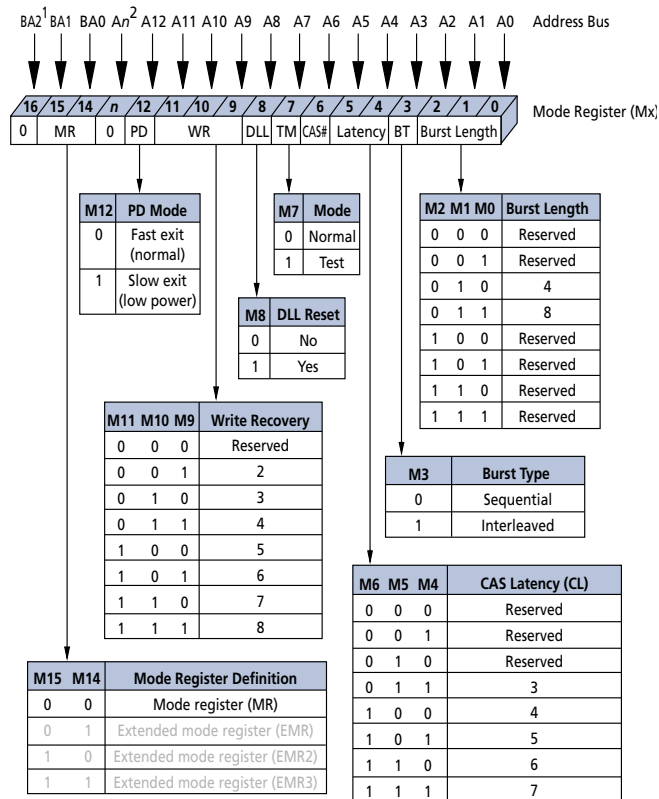 BA2¹ BA1 BA0 An² A12 A11 A10 A9 A8 A7 A6 A5 A4 A3 A2 A1 A0 Address Bus
16 15 14 n 12 11 10 9 8 7 6 5 4 3 2 1 0 Mode Register (Mx)
0 MR 0 PD WR DLL TM CAS# Latency BT Burst Length
M12 PD Mode
0 Fast exit
(normal)
1 Slow exit
(low power)
M7 Mode
0 Normal
1 Test
M2 M1 M0 Burst Length
0 0 0 Reserved
0 0 1 Reserved
0 1 0 4
0 1 1 8
1 0 0 Reserved
1 0 1 Reserved
1 1 0 Reserved
1 1 1 Reserved
M8 DLL Reset
0 No
1 Yes
M11 M10 M9 Write Recovery
0 0 0 Reserved
0 0 1 2
0 1 0 3
0 1 1 4
1 0 0 5
1 0 1 6
1 1 0 7
1 1 1 8
M3 Burst Type
0 Sequential
1 Interleaved
M6 M5 M4 CAS Latency (CL)
0 0 0 Reserved
0 0 1 Reserved
0 1 0 Reserved
0 1 1 3
1 0 0 4
1 0 1 5
1 1 0 6
1 1 1 7
M15 M14 Mode Register Definition
0 0 Mode register (MR)
0 1 Extended mode register (EMR)
1 0 Extended mode register (EMR2)
1 1 Extended mode register (EMR3)